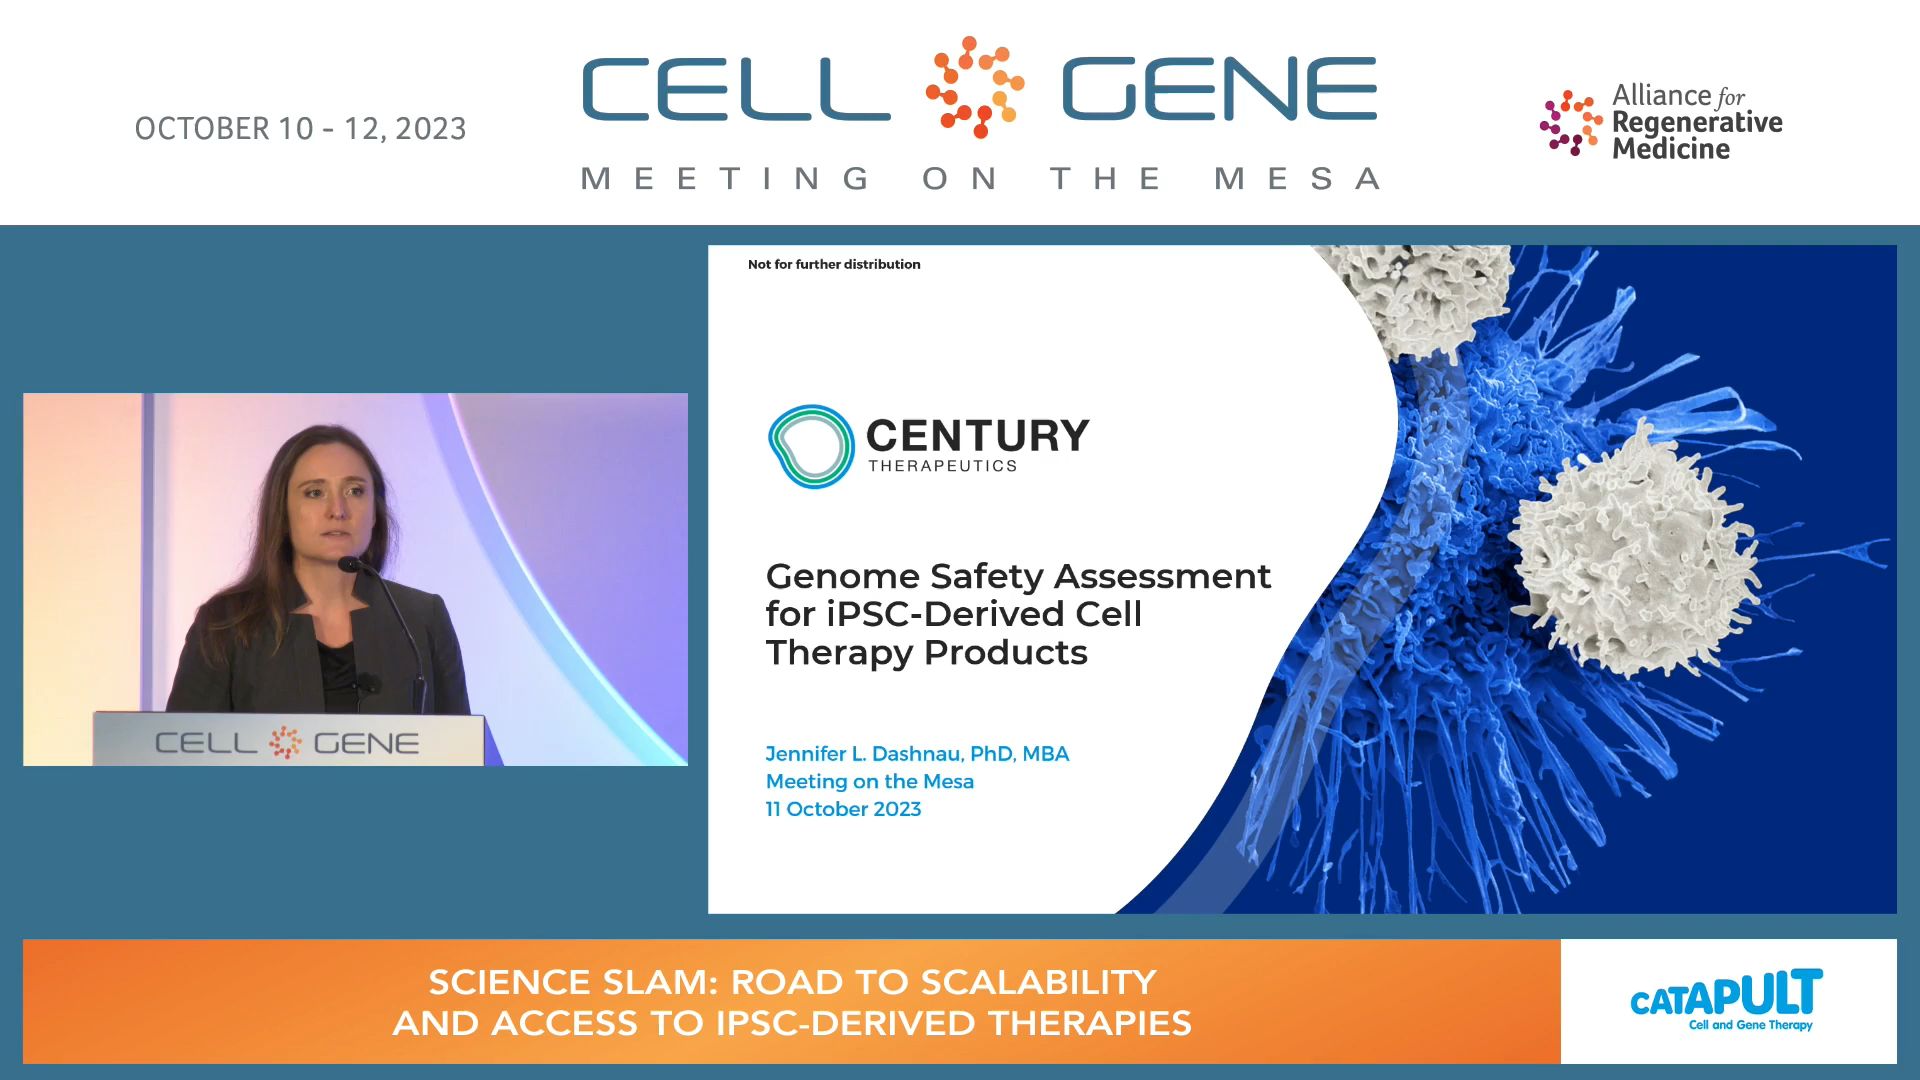 OCTOBER 10 - 12, 2023
CELL GENE
MEETING ON THE MESA
Alliance for
Regenerative
Medicine
Not for further distribution
CENTURY
THERAPEUTICS
Genome Safety Assessment
for iPSC-Derived Cell
Therapy Products
Jennifer L. Dashnau, PhD, MBA
Meeting on the Mesa
11 October 2023
CELL GENE
SCIENCE SLAM: ROAD TO SCALABILITY
AND ACCESS TO IPSC-DERIVED THERAPIES
CATAPULT
Cell and Gene Therapy